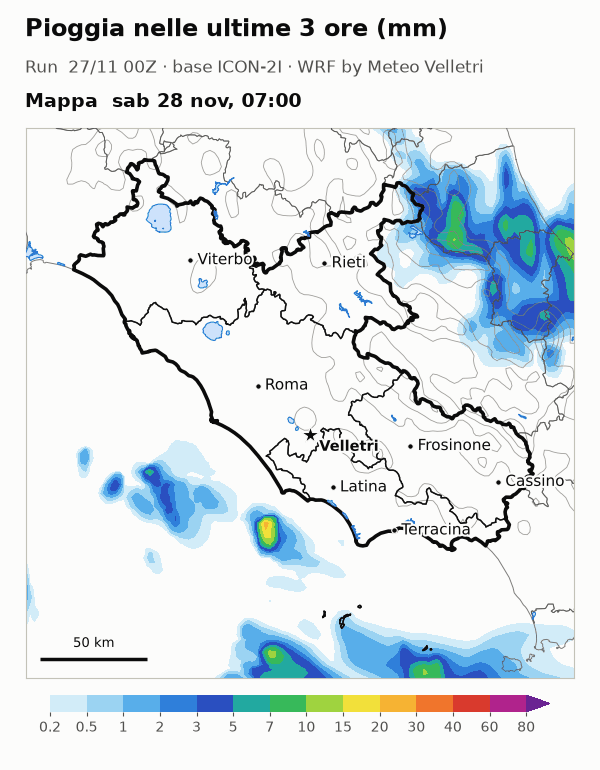 Pioggia nelle ultime 3 ore (mm)
Run  27/11 00Z · base ICON-2I · WRF by Meteo Velletri
Mappa  sab 28 nov, 07:00
Viterbo
Rieti
Roma
Velletri
Frosinone
Latina
Cassino
Terracina
50 km
0.2 0.5 1 2 3 5 7 10 15 20 30 40 60 80